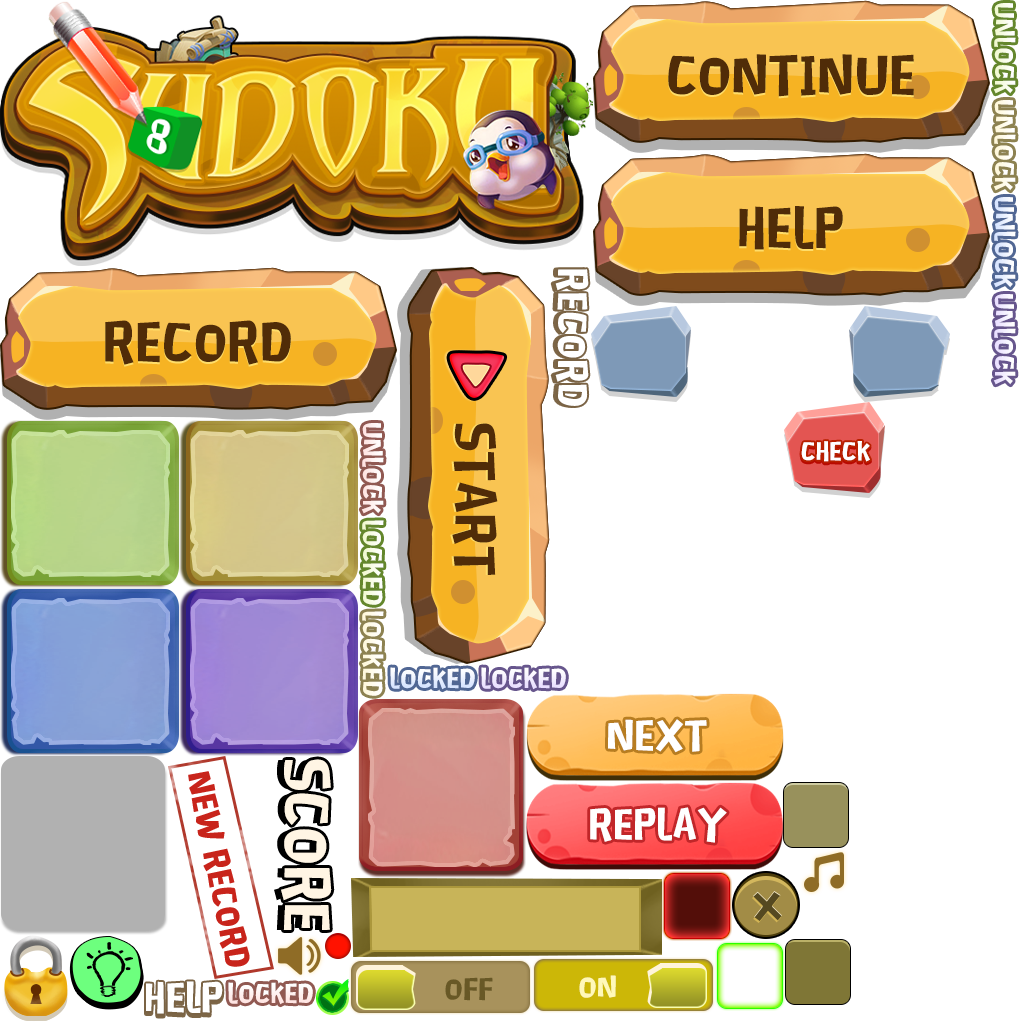 SUDOKU
8
CONTINUE
HELP
UNLOCK
UNLOCK
UNLOCK
UNLOCK
RECORD
START
RECORD
CHECK
UNLOCK
LOCKED
LOCKED
LOCKED
LOCKED
NEXT
REPLAY
NEW RECORD
SCORE
OFF
ON
HELP
LOCKED